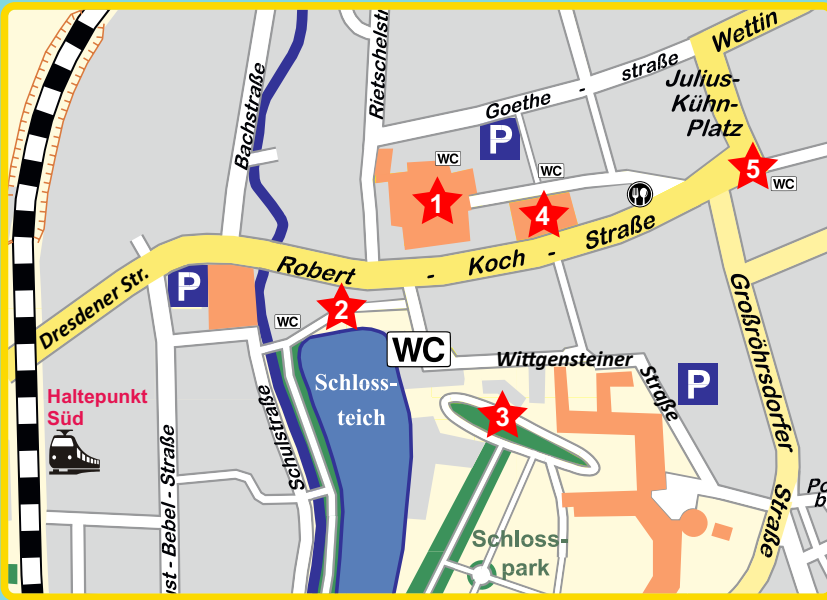 Wettin
Rietschelstr
straße
Goethe -
Julius-
Kühn-
Platz
Bachstraße
P
WC
WC
WC
1
4
5
Robert - Koch - Straße
Dresdener Str.
P
2
WC
WC
Wittgensteiner
Straße
P
Großröhrsdorfer
Straße
Schloss-
teich
Haltepunkt
Süd
3
Schulstraße
ust - Bebel - Straße
Schloss-
park